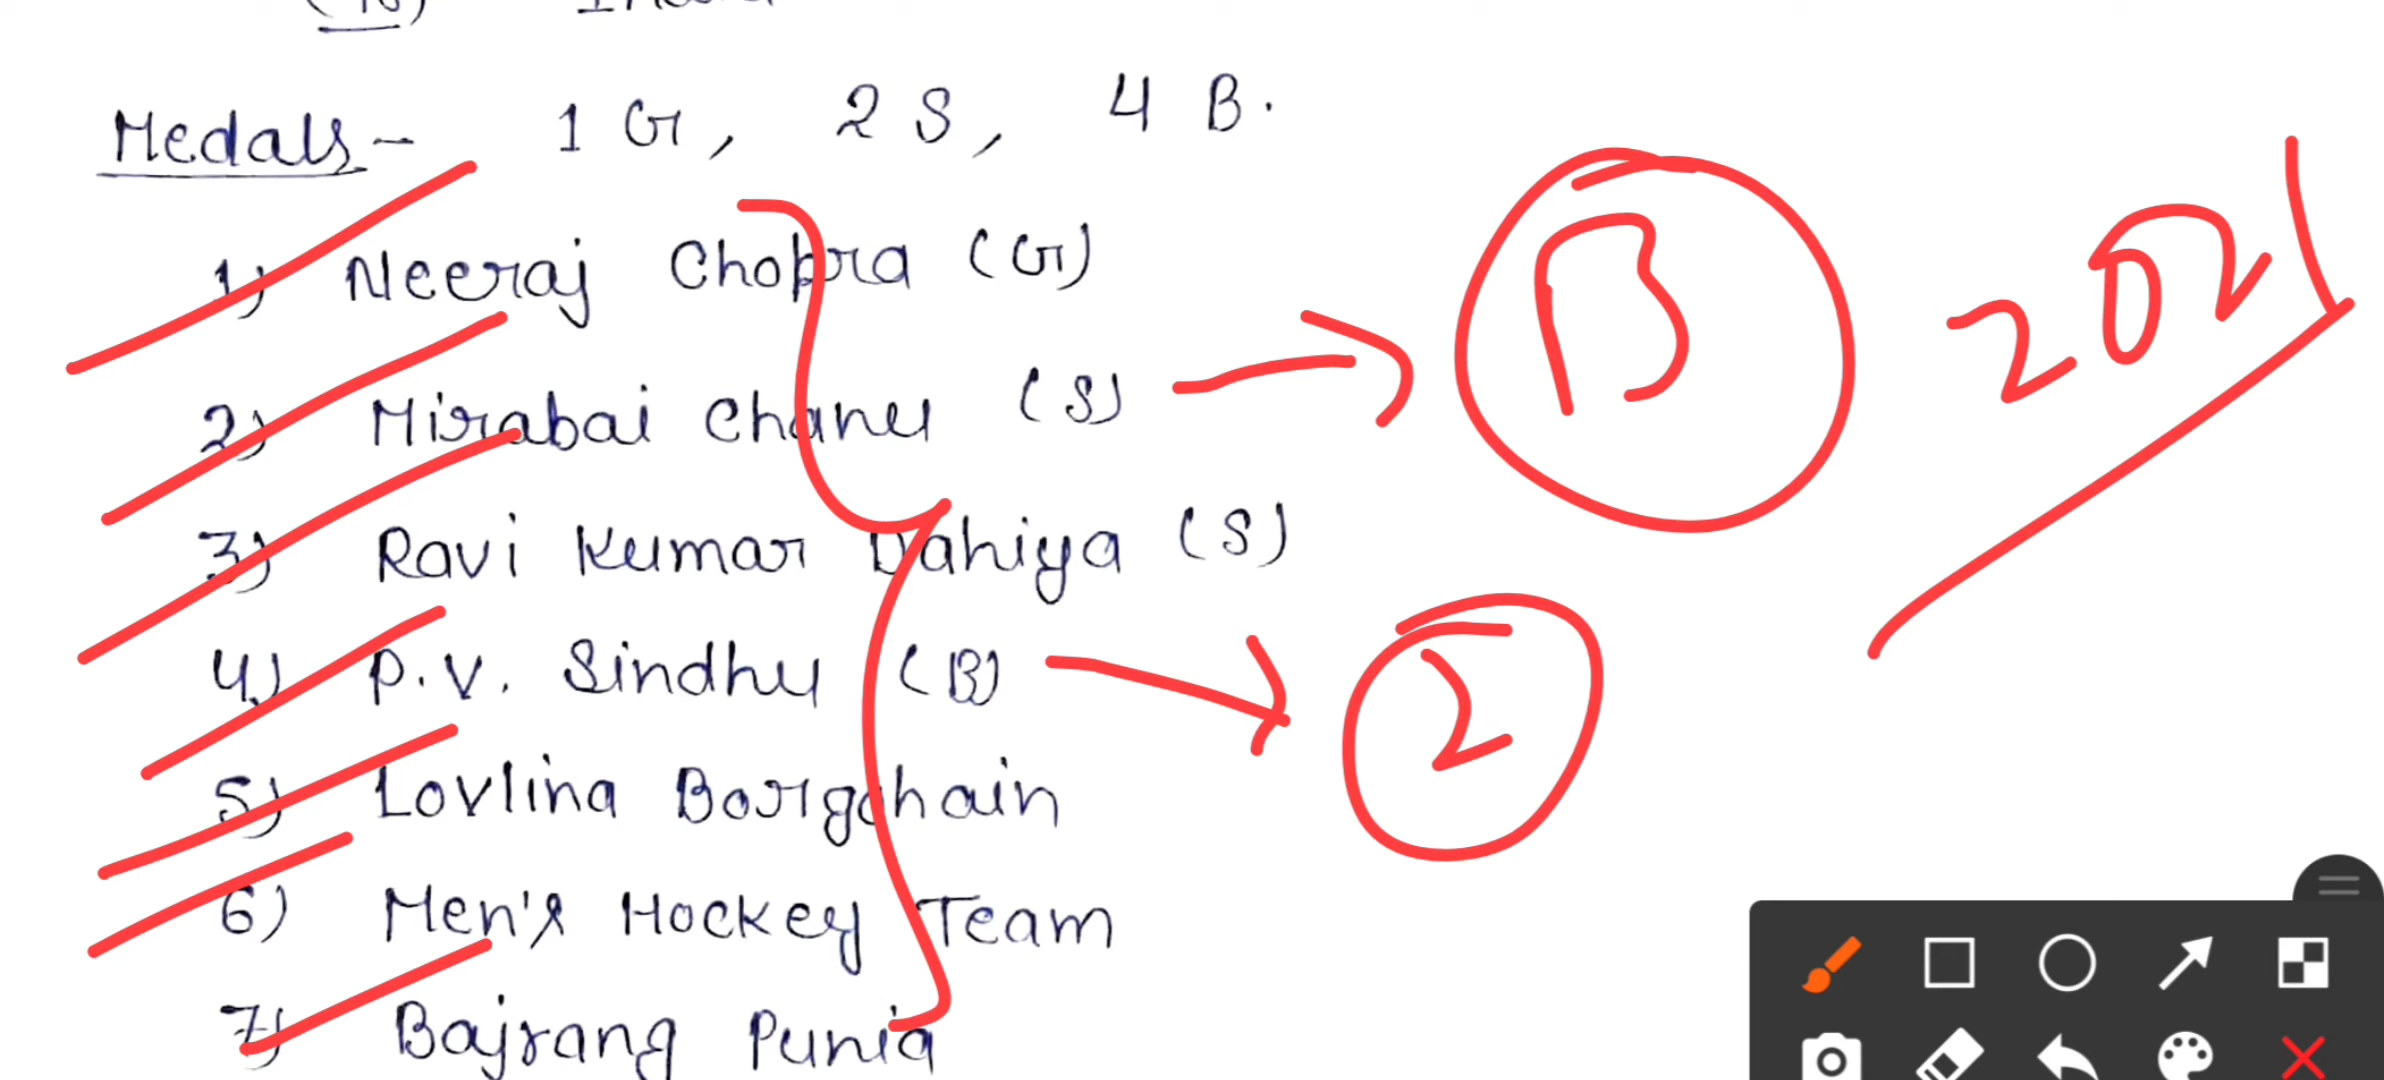 Medals - 1 G, 2 S, 4 B.
1) Neeraj Chopra (G)
2) Mirabai Chanu (S) B 2021
3) Ravi Kumar Dahiya (S)
4) P.V. Sindhu (B) 2
5) Lovlina Borgohain
6) Men's Hockey Team
7) Bajrang Punia